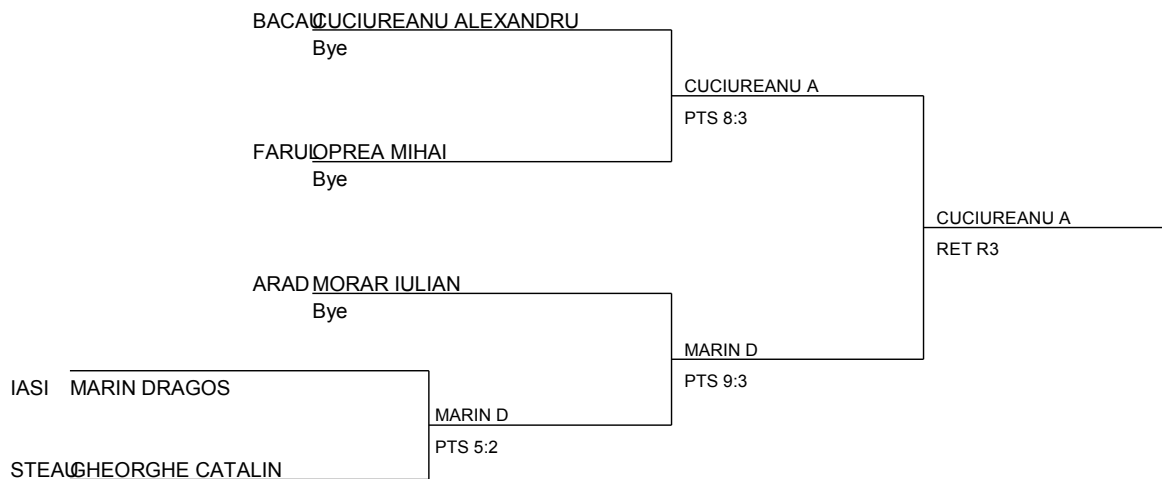 BACAU CUCIUREANU ALEXANDRU
Bye
CUCIUREANU A
PTS 8:3
FARUL OPREA MIHAI
Bye
CUCIUREANU A
RET R3
ARAD MORAR IULIAN
Bye
MARIN D
PTS 9:3
IASI MARIN DRAGOS
MARIN D
PTS 5:2
STEAU GHEORGHE CATALIN